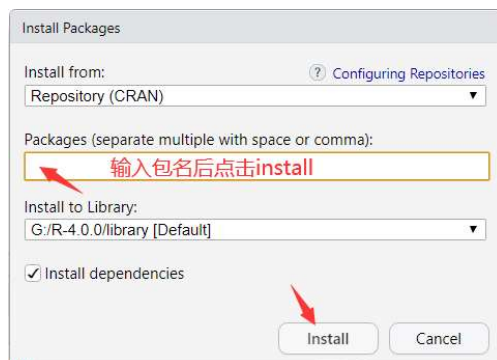 Install Packages
Install from:
? Configuring Repositories
Repository (CRAN)
Packages (separate multiple with space or comma):
输入包名后点击install
Install to Library:
G:/R-4.0.0/library [Default]
Install dependencies
Install Cancel